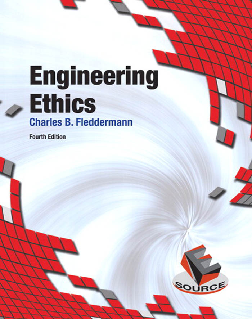 Engineering
Ethics
Charles B. Fleddermann
Fourth Edition
E
SOURCE